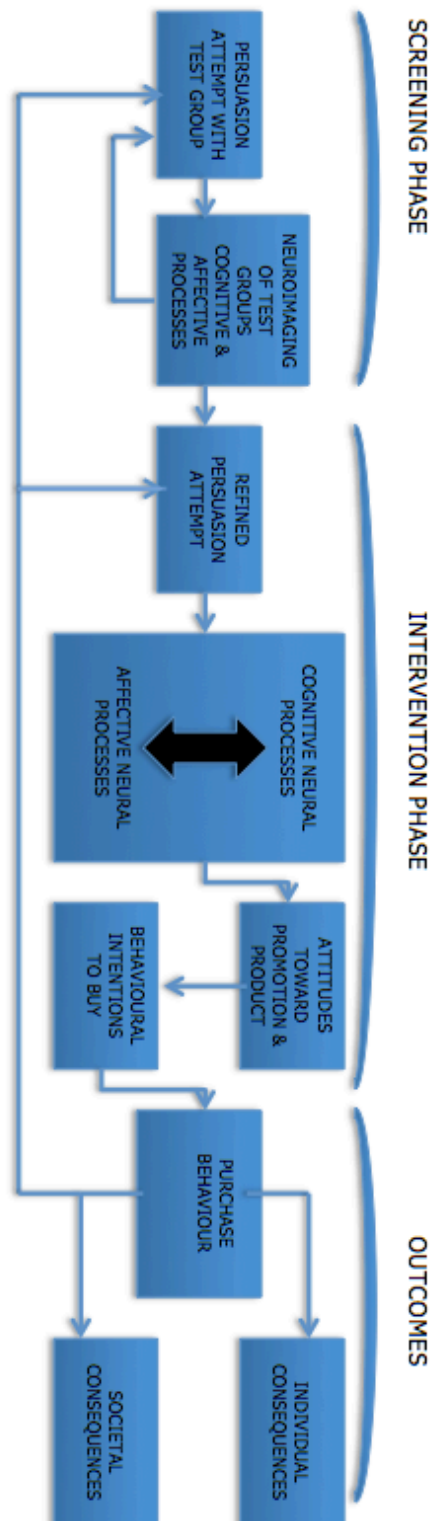 SCREENING PHASE
PERSUASION
ATTEMPT WITH
TEST GROUP
NEUROIMAGING
OF TEST
GROUPS
COGNITIVE &
AFFECTIVE
PROCESSES
INTERVENTION PHASE
REFINED
PERSUASION
ATTEMPT
COGNITIVE NEURAL
PROCESSES
AFFECTIVE NEURAL
PROCESSES
ATTITUDES
TOWARD
PROMOTION &
PRODUCT
BEHAVIOURAL
INTENTIONS
TO BUY
OUTCOMES
PURCHASE
BEHAVIOUR
INDIVIDUAL
CONSEQUENCES
SOCIETAL
CONSEQUENCES